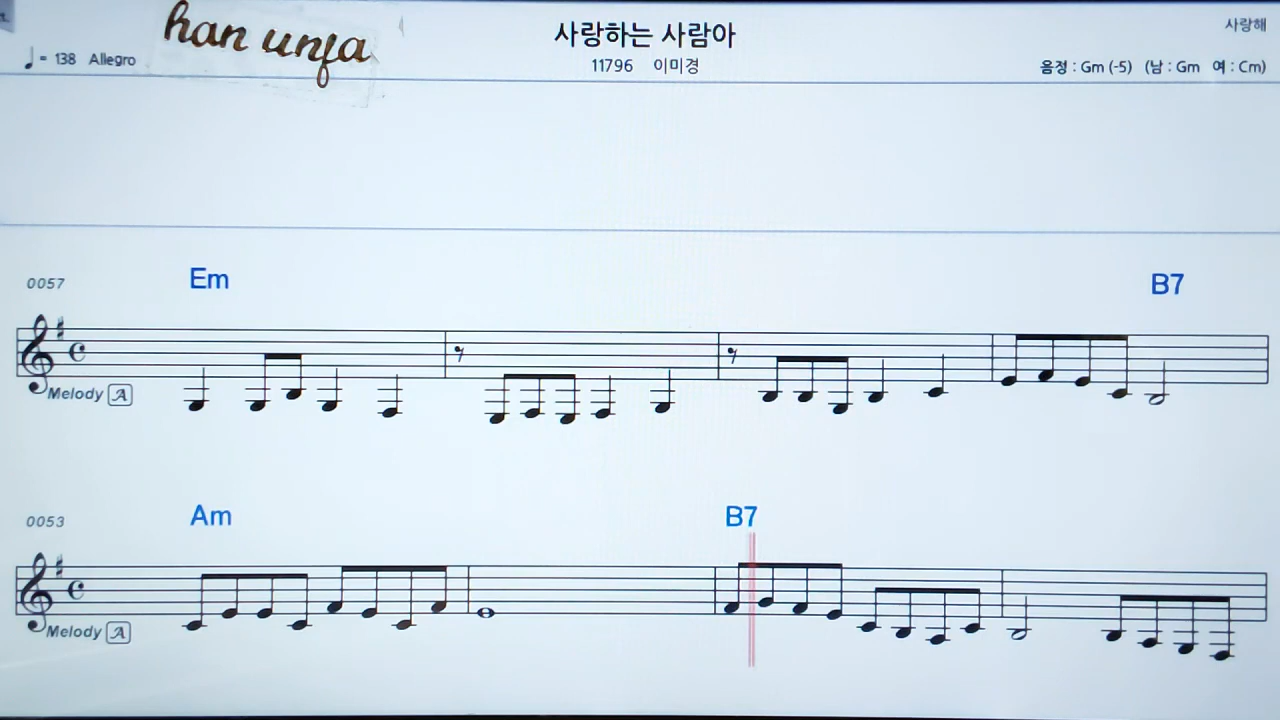 han unja
사랑하는 사람아
사랑해
♩ = 138 Allegro
11796 이미경
음정 : Gm (-5) (남 : Gm 여 : Cm)
0057 Em B7
Melody A
0053 Am B7
Melody A